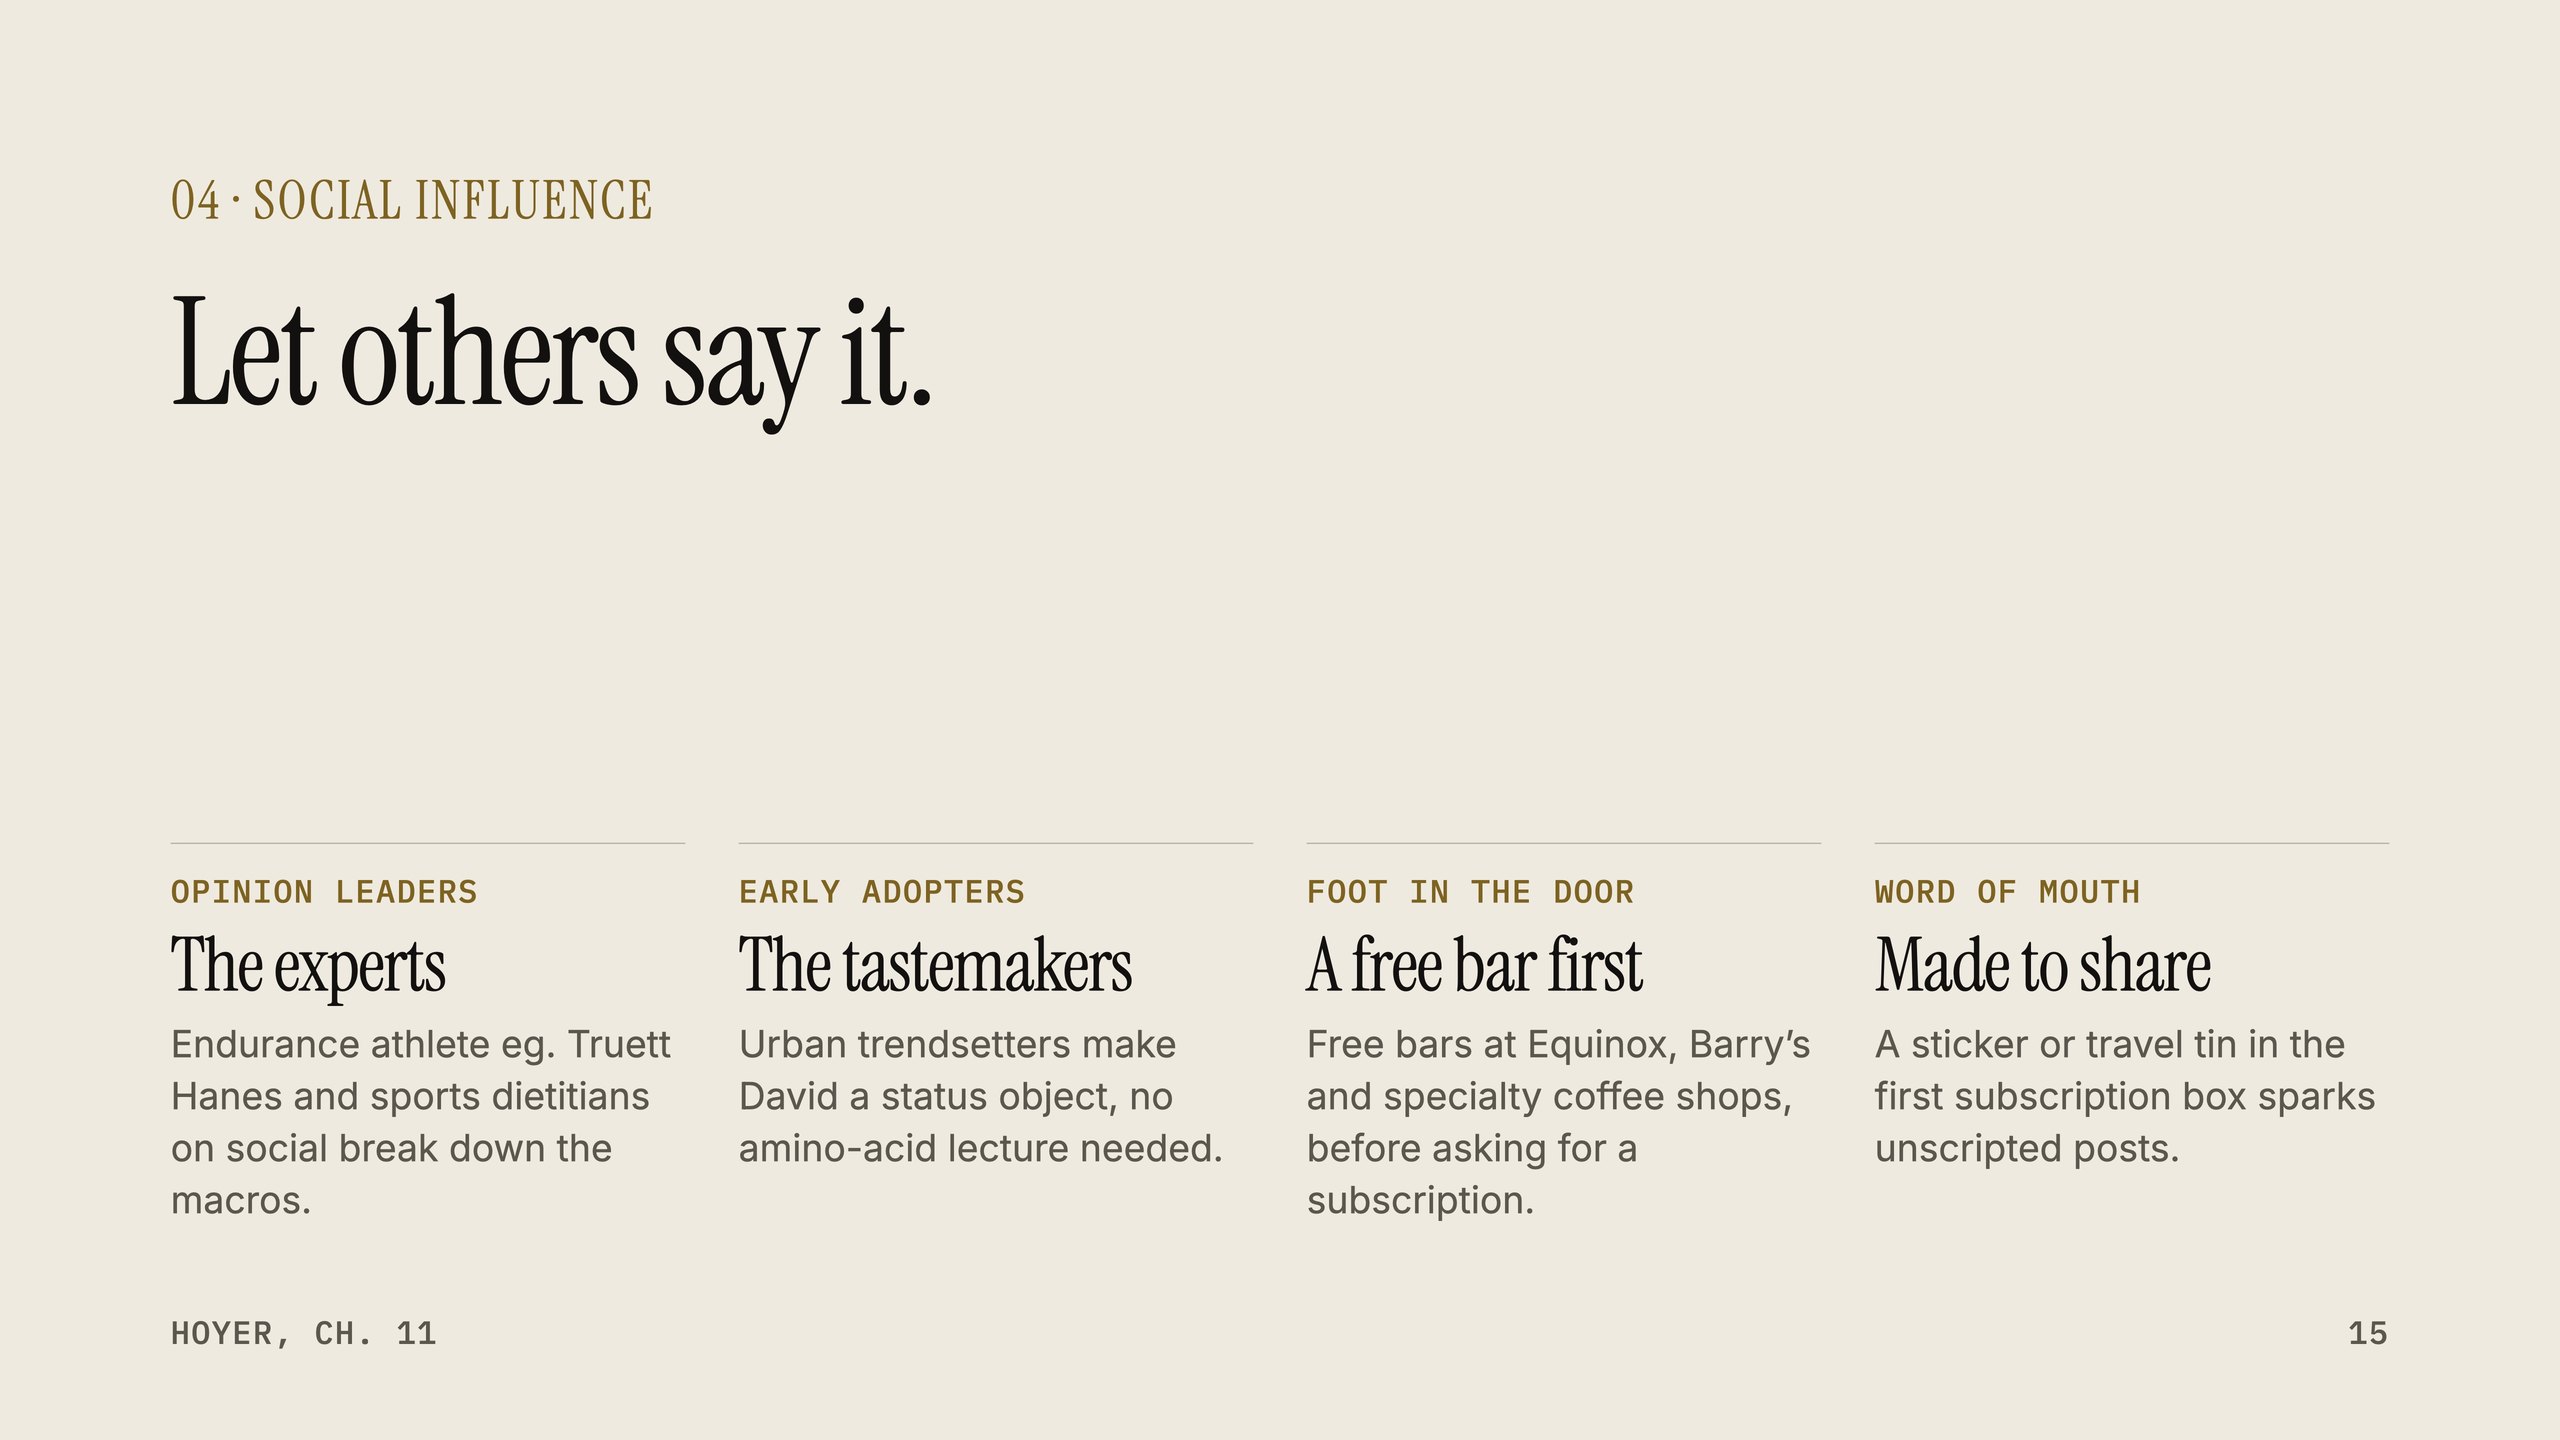 04 · SOCIAL INFLUENCE
Let others say it.
OPINION LEADERS
The experts
Endurance athlete eg. Truett
Hanes and sports dietitians
on social break down the
macros.
EARLY ADOPTERS
The tastemakers
Urban trendsetters make
David a status object, no
amino-acid lecture needed.
FOOT IN THE DOOR
A free bar first
Free bars at Equinox, Barry’s
and specialty coffee shops,
before asking for a
subscription.
WORD OF MOUTH
Made to share
A sticker or travel tin in the
first subscription box sparks
unscripted posts.
HOYER, CH. 11
15